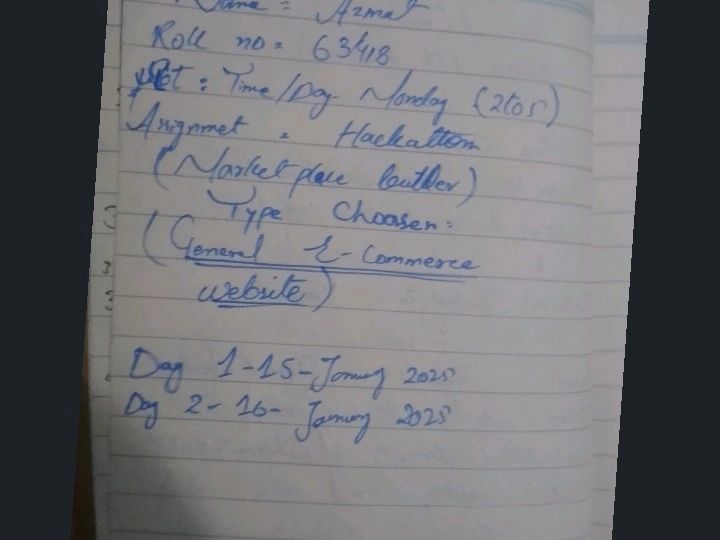 Name = Azmat
Roll no = 63418
Slot : Time/Day- Monday (2to5)
Asignmet = Hackattom
(Market place builder)
Type Choosen:
(General E-Commerce
website)
Day 1-15-January 2025
Day 2-16-January 2025